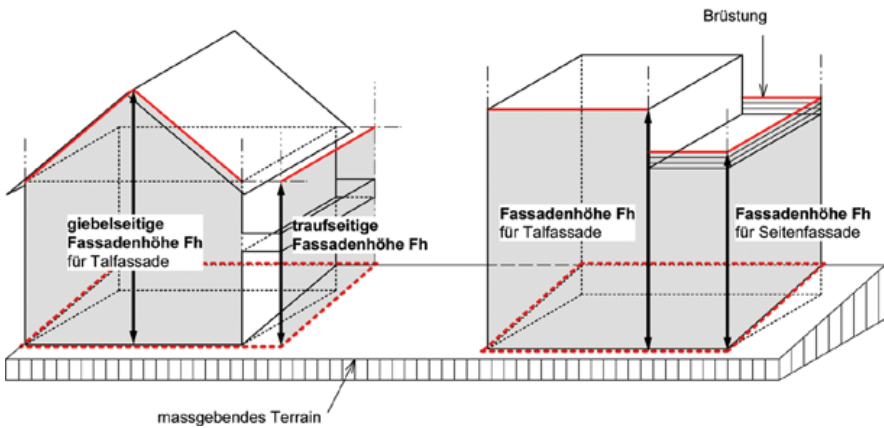 Brüstung
giebelseitige
Fassadenhöhe Fh
für Talfassade
traufseitige
Fassadenhöhe Fh
Fassadenhöhe Fh
für Talfassade
Fassadenhöhe Fh
für Seitenfassade
massgebendes Terrain